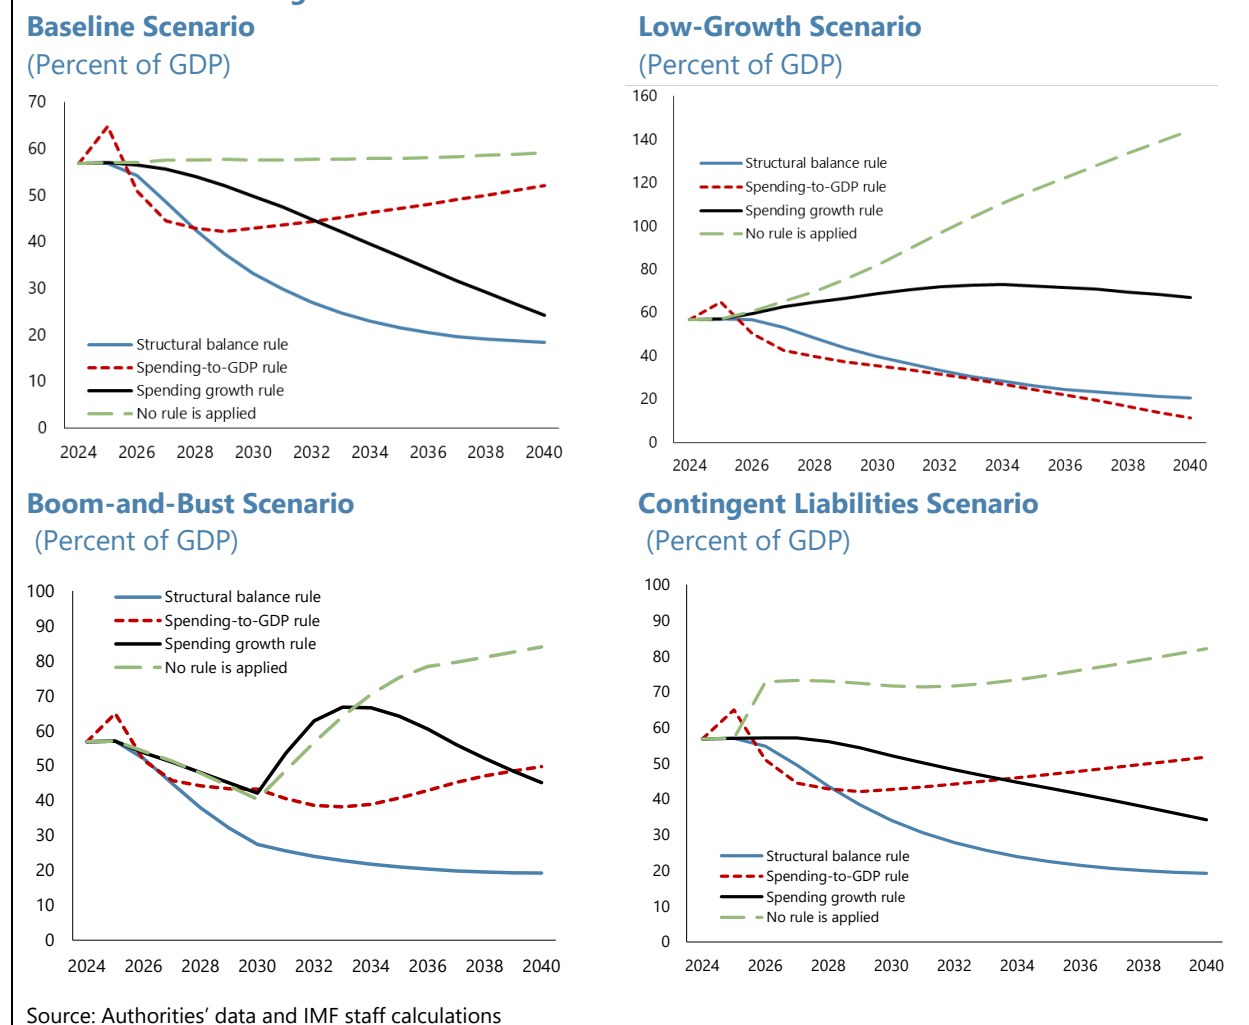 Baseline Scenario
(Percent of GDP)
70
60
50
40
30
20
10
0
Structural balance rule
Spending-to-GDP rule
Spending growth rule
No rule is applied
2024 2026 2028 2030 2032 2034 2036 2038 2040
Low-Growth Scenario
(Percent of GDP)
160
140
120
100
80
60
40
20
0
Structural balance rule
Spending-to-GDP rule
Spending growth rule
No rule is applied
2024 2026 2028 2030 2032 2034 2036 2038 2040
Boom-and-Bust Scenario
(Percent of GDP)
100
90
80
70
60
50
40
30
20
10
0
Structural balance rule
Spending-to-GDP rule
Spending growth rule
No rule is applied
2024 2026 2028 2030 2032 2034 2036 2038 2040
Contingent Liabilities Scenario
(Percent of GDP)
100
90
80
70
60
50
40
30
20
10
0
Structural balance rule
Spending-to-GDP rule
Spending growth rule
No rule is applied
2024 2026 2028 2030 2032 2034 2036 2038 2040
Source: Authorities' data and IMF staff calculations